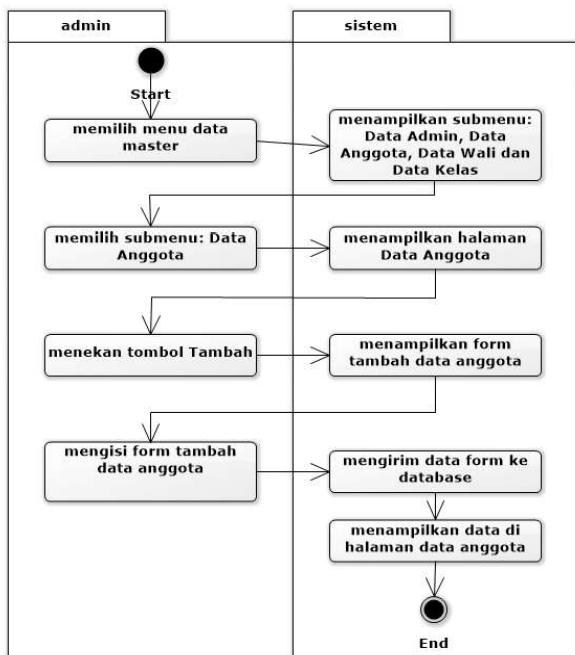 admin
sistem
Start
memilih menu data
master
menampilkan submenu:
Data Admin, Data
Anggota, Data Wali dan
Data Kelas
memilih submenu: Data
Anggota
menampilkan halaman
Data Anggota
menekan tombol Tambah
menampilkan form
tambah data anggota
mengisi form tambah
data anggota
mengirim data form ke
database
menampilkan data di
halaman data anggota
End